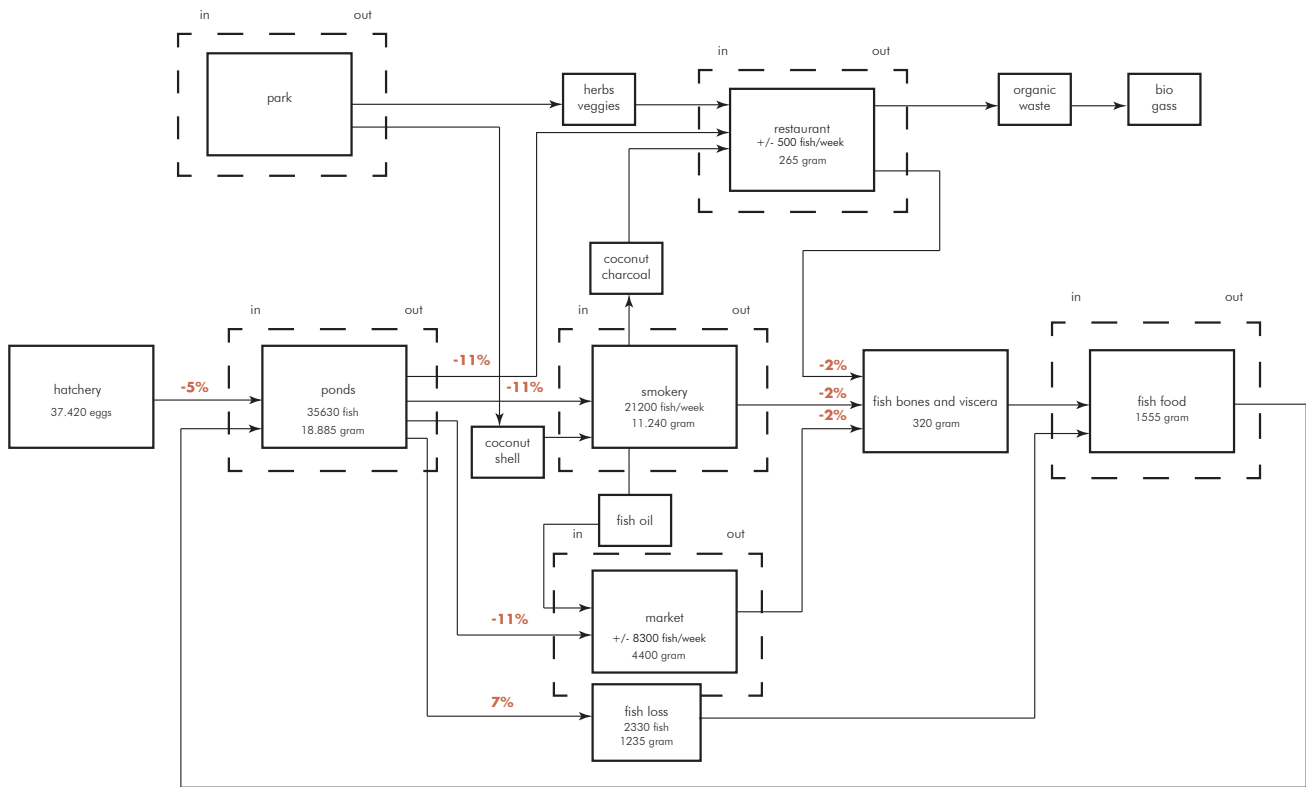 in
out
park
in
out
herbs
veggies
restaurant
+/- 500 fish/week
265 gram
organic
waste
bio
gass
coconut
charcoal
in
out
in
out
in
out
hatchery
37.420 eggs
-5%
ponds
35630 fish
18.885 gram
-11%
-11%
coconut
shell
smokery
21200 fish/week
11.240 gram
-2%
-2%
-2%
fish bones and viscera
320 gram
fish food
1555 gram
fish oil
in
out
-11%
market
+/- 8300 fish/week
4400 gram
7%
fish loss
2330 fish
1235 gram